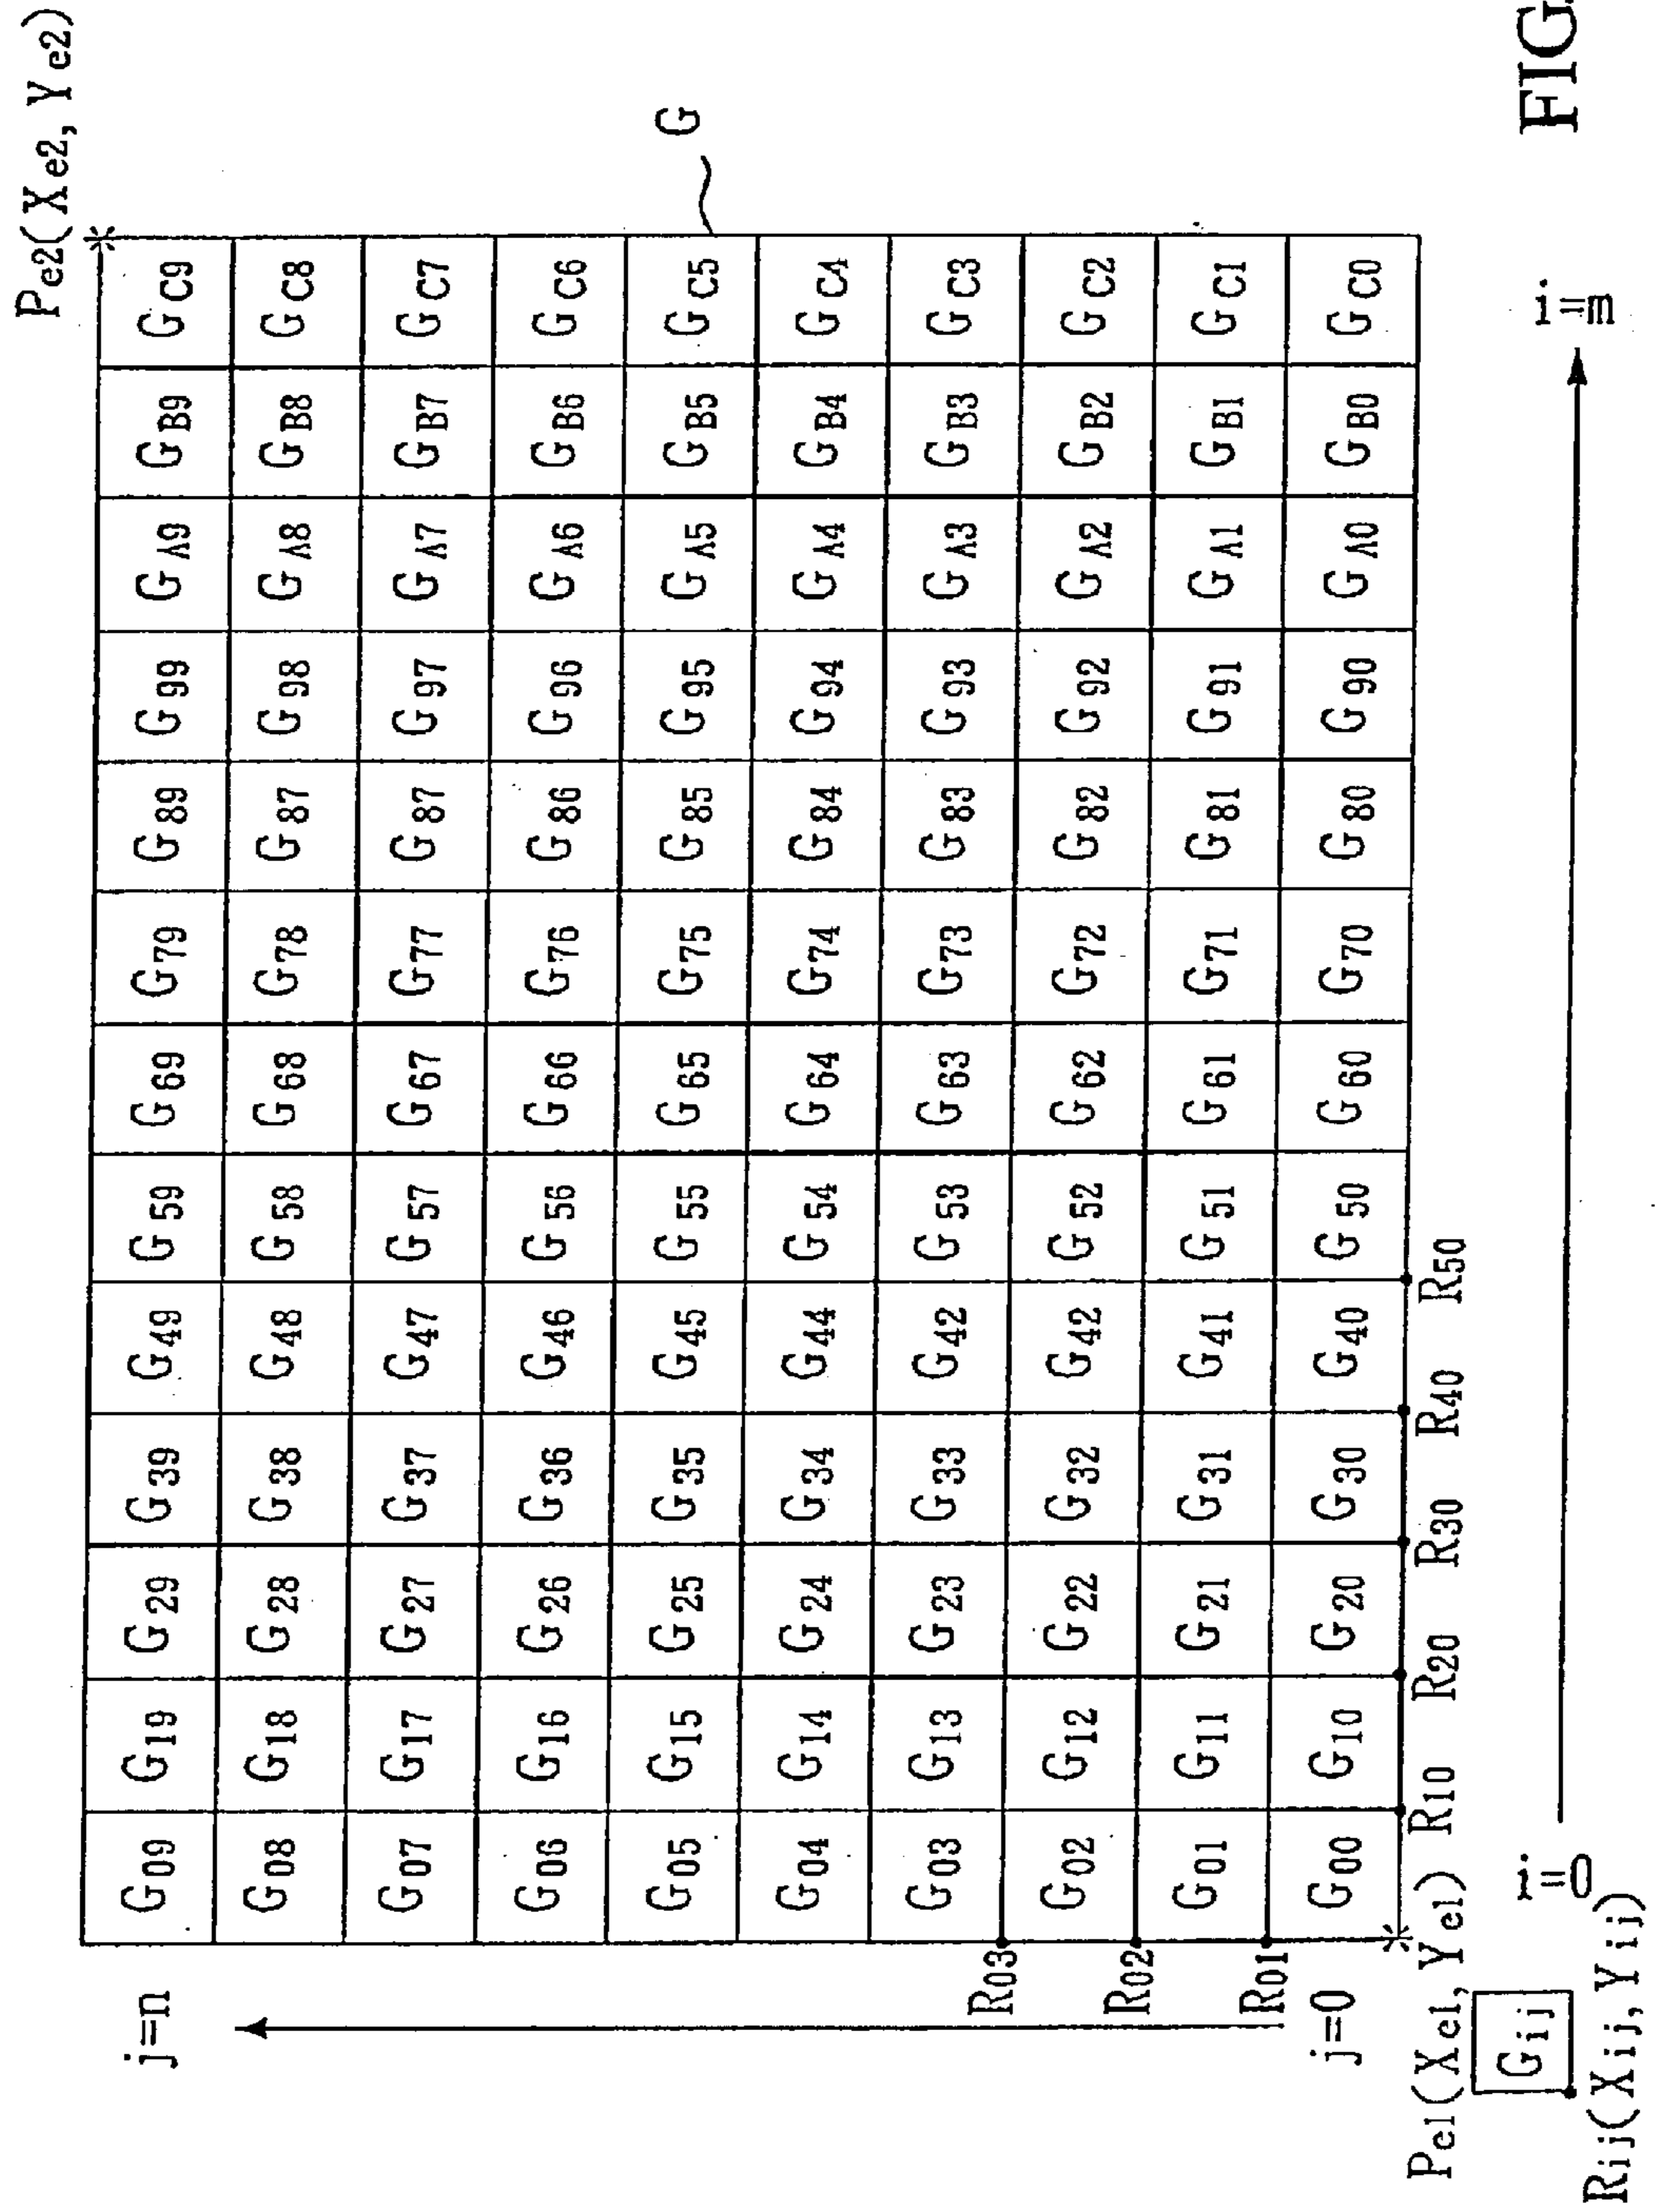 Pe2(Xe2, Ye2)
j=n
G09 G19 G29 G39 G49 G59 G69 G79 G89 G99 GA9 GB9 GC9
G08 G18 G28 G38 G48 G58 G68 G78 G87 G98 GA8 GB8 GC8
G07 G17 G27 G37 G47 G57 G67 G77 G87 G97 GA7 GB7 GC7
G06 G16 G26 G36 G46 G56 G66 G76 G86 G96 GA6 GB6 GC6
G05 G15 G25 G35 G45 G55 G65 G75 G85 G95 GA5 GB5 GC5
G
G04 G14 G24 G34 G44 G54 G64 G74 G84 G94 GA4 GB4 GC4
G03 G13 G23 G33 G42 G53 G63 G73 G83 G93 GA3 GB3 GC3
R03
G02 G12 G22 G32 G42 G52 G62 G72 G82 G92 GA2 GB2 GC2
R02
G01 G11 G21 G31 G41 G51 G61 G71 G81 G91 GA1 GB1 GC1
R01
j=0
G00 G10 G20 G30 G40 G50 G60 G70 G80 G90 GA0 GB0 GC0
Pe1(Xe1, Ye1) R10 R20 R30 R40 R50
Gij
i=0 i=m
Rij(Xij, Yij)
FIG.